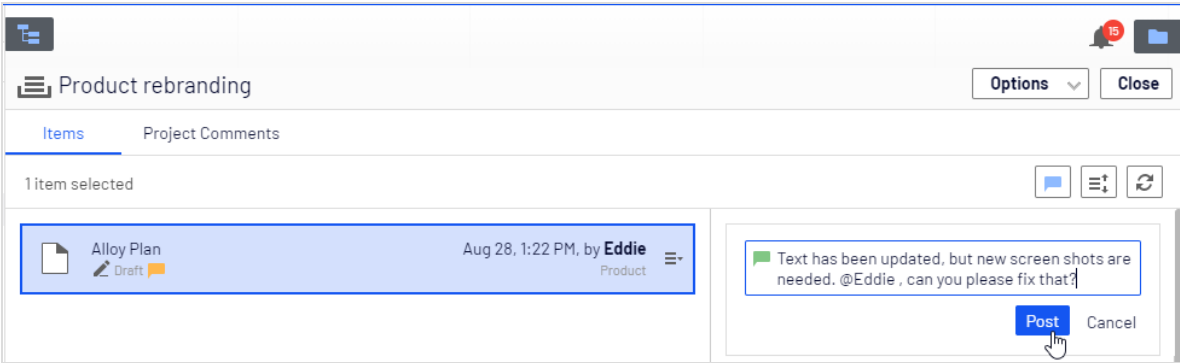 15
Product rebranding
Options
Close
Items
Project Comments
1 item selected
Alloy Plan
Aug 28, 1:22 PM, by Eddie
Draft
Product
Text has been updated, but new screen shots are
needed. @Eddie , can you please fix that?
Post
Cancel